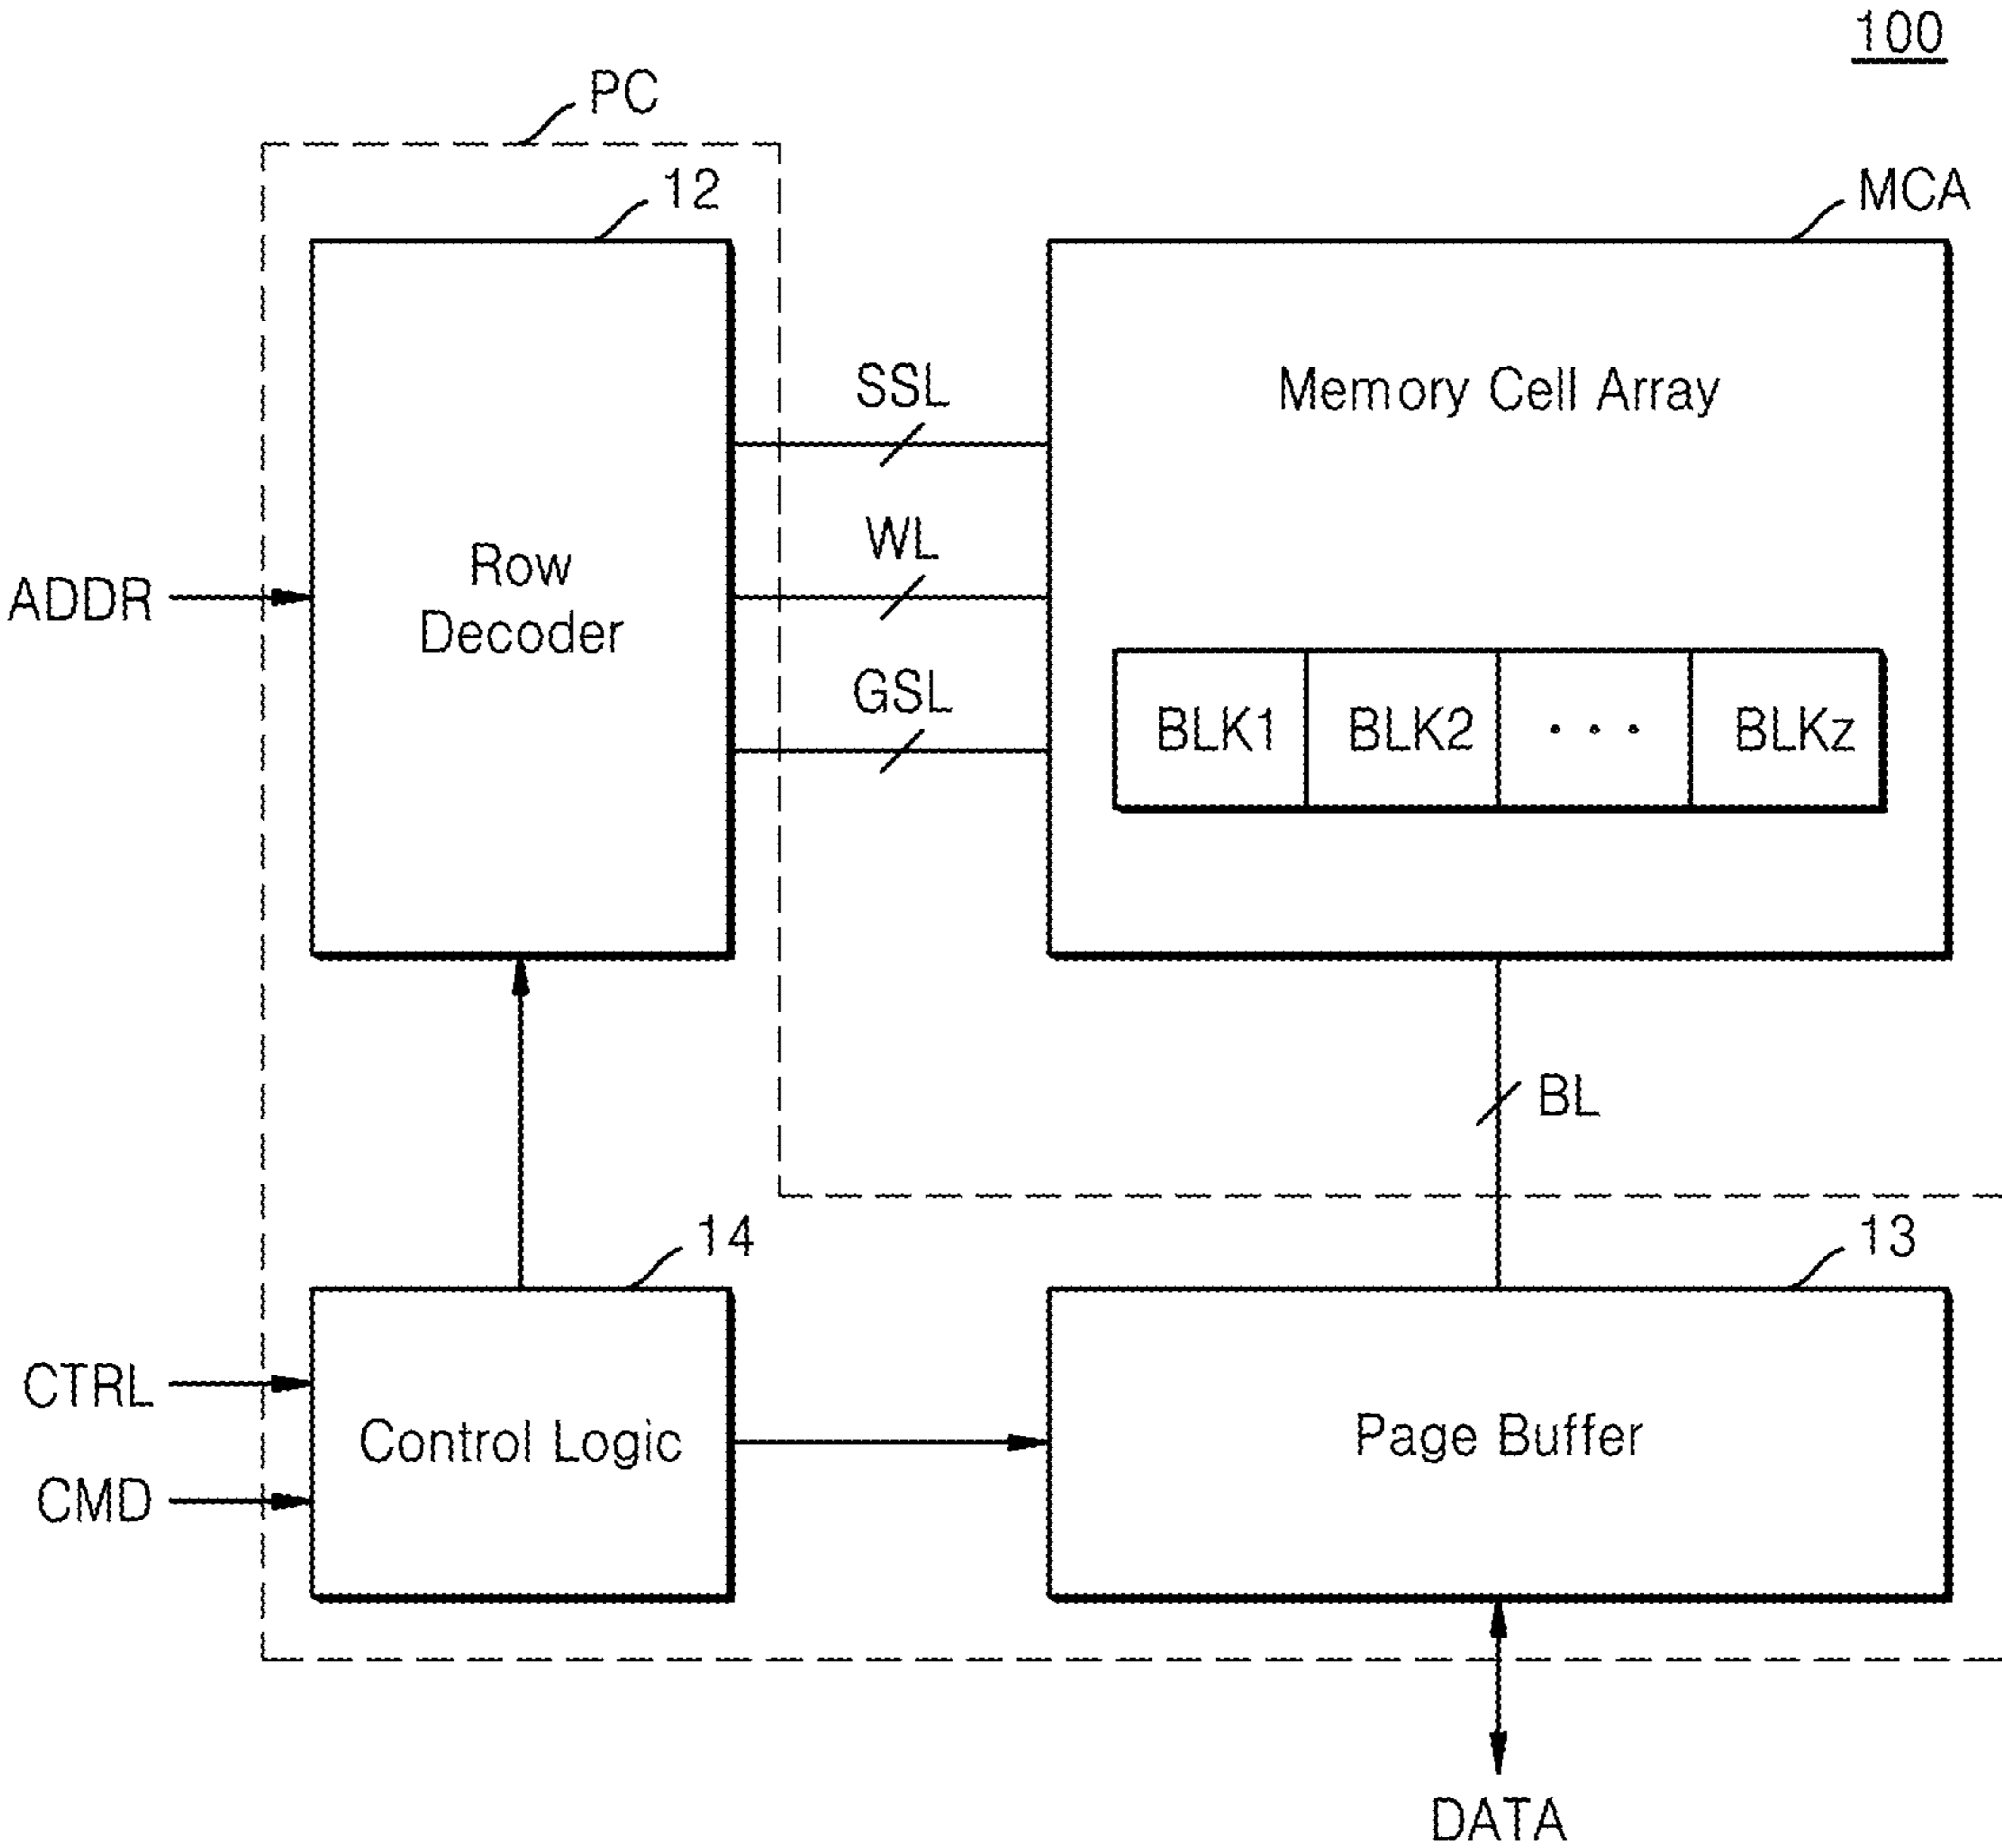 100
PC
12
MCA
SSL
Memory Cell Array
WL
Row
Decoder
ADDR
GSL
BLK1 BLK2 · · · BLKz
BL
14
13
CTRL
Control Logic
Page Buffer
CMD
DATA